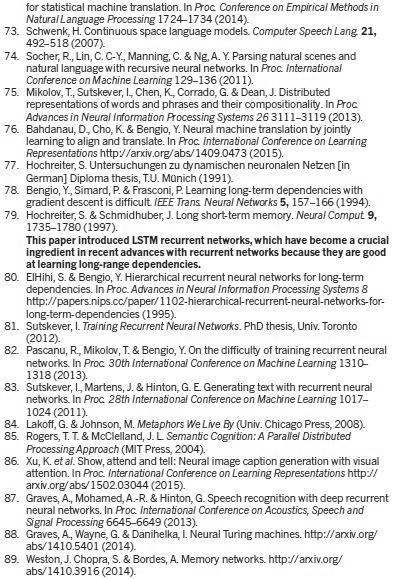 for statistical machine translation. In Proc. Conference on Empirical Methods in
Natural Language Processing 1724–1734 (2014).
73. Schwenk, H. Continuous space language models. Computer Speech Lang. 21,
492–518 (2007).
74. Socher, R., Lin, C. C-Y., Manning, C. & Ng, A. Y. Parsing natural scenes and
natural language with recursive neural networks. In Proc. International
Conference on Machine Learning 129–136 (2011).
75. Mikolov, T., Sutskever, I., Chen, K., Corrado, G. & Dean, J. Distributed
representations of words and phrases and their compositionality. In Proc.
Advances in Neural Information Processing Systems 26 3111–3119 (2013).
76. Bahdanau, D., Cho, K. & Bengio, Y. Neural machine translation by jointly
learning to align and translate. In Proc. International Conference on Learning
Representations http://arxiv.org/abs/1409.0473 (2015).
77. Hochreiter, S. Untersuchungen zu dynamischen neuronalen Netzen [in
German] Diploma thesis, T.U. Münich (1991).
78. Bengio, Y., Simard, P. & Frasconi, P. Learning long-term dependencies with
gradient descent is difficult. IEEE Trans. Neural Networks 5, 157–166 (1994).
79. Hochreiter, S. & Schmidhuber, J. Long short-term memory. Neural Comput. 9,
1735–1780 (1997).
This paper introduced LSTM recurrent networks, which have become a crucial
ingredient in recent advances with recurrent networks because they are good
at learning long-range dependencies.
80. ElHihi, S. & Bengio, Y. Hierarchical recurrent neural networks for long-term
dependencies. In Proc. Advances in Neural Information Processing Systems 8
http://papers.nips.cc/paper/1102-hierarchical-recurrent-neural-networks-for-
long-term-dependencies (1995).
81. Sutskever, I. Training Recurrent Neural Networks. PhD thesis, Univ. Toronto
(2012).
82. Pascanu, R., Mikolov, T. & Bengio, Y. On the difficulty of training recurrent neural
networks. In Proc. 30th International Conference on Machine Learning 1310–
1318 (2013).
83. Sutskever, I., Martens, J. & Hinton, G. E. Generating text with recurrent neural
networks. In Proc. 28th International Conference on Machine Learning 1017–
1024 (2011).
84. Lakoff, G. & Johnson, M. Metaphors We Live By (Univ. Chicago Press, 2008).
85. Rogers, T. T. & McClelland, J. L. Semantic Cognition: A Parallel Distributed
Processing Approach (MIT Press, 2004).
86. Xu, K. et al. Show, attend and tell: Neural image caption generation with visual
attention. In Proc. International Conference on Learning Representations http://
arxiv.org/abs/1502.03044 (2015).
87. Graves, A., Mohamed, A.-R. & Hinton, G. Speech recognition with deep recurrent
neural networks. In Proc. International Conference on Acoustics, Speech and
Signal Processing 6645–6649 (2013).
88. Graves, A., Wayne, G. & Danihelka, I. Neural Turing machines. http://arxiv.org/
abs/1410.5401 (2014).
89. Weston, J. Chopra, S. & Bordes, A. Memory networks. http://arxiv.org/
abs/1410.3916 (2014).